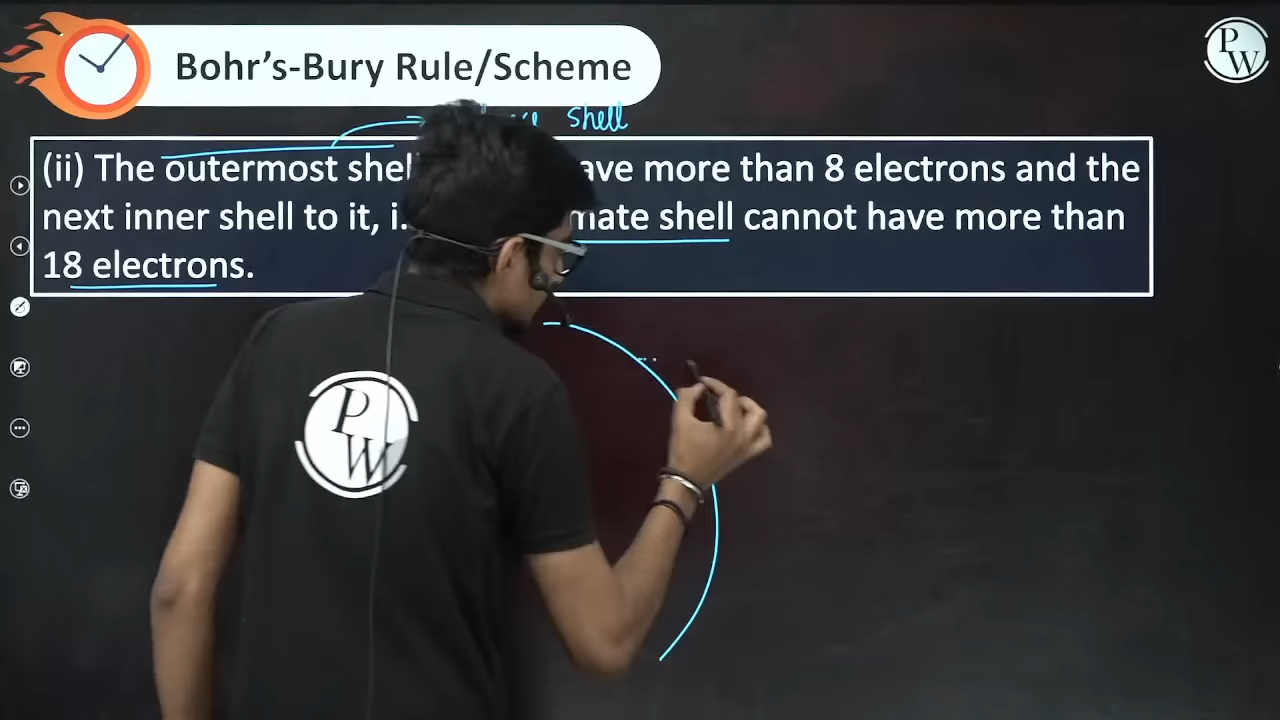 PW
Bohr's-Bury Rule/Scheme
shell
(ii) The outermost shel ave more than 8 electrons and the
next inner shell to it, i. mate shell cannot have more than
18 electrons.
PW